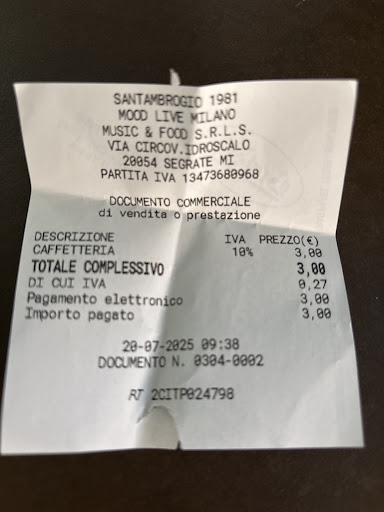 SANTAMBROGIO 1981
MOOD LIVE MILANO
MUSIC & FOOD S.R.L.S.
VIA CIRCOV.IDROSCALO
20054 SEGRATE MI
PARTITA IVA 13473680968
DOCUMENTO COMMERCIALE
di vendita o prestazione
DESCRIZIONE IVA PREZZO(€)
CAFFETTERIA 10% 3,00
TOTALE COMPLESSIVO 3,00
DI CUI IVA 0,27
Pagamento elettronico 3,00
Importo pagato 3,00
20-07-2025 09:38
DOCUMENTO N. 0304-0002
RT 2CITP024798